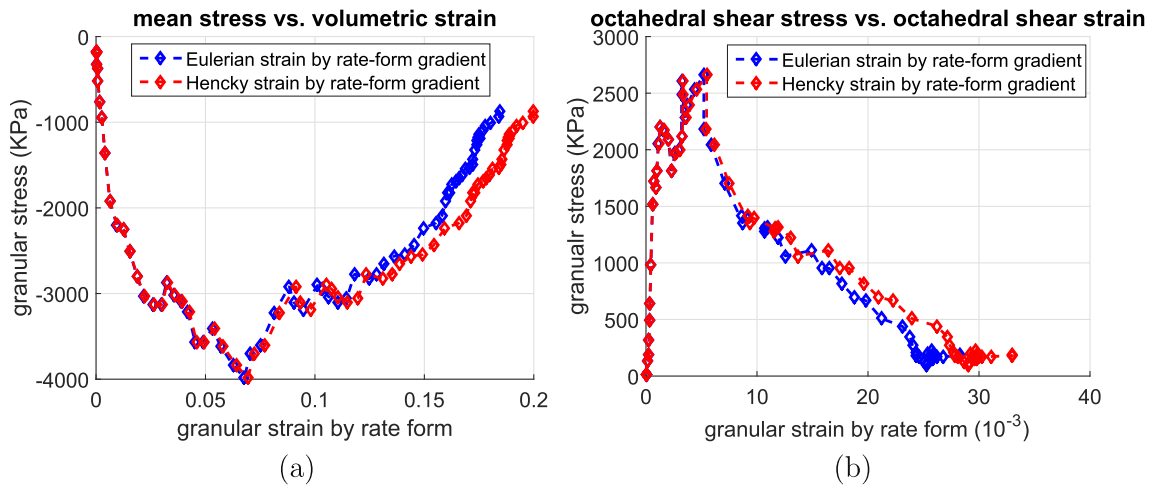 mean stress vs. volumetric strain
granular stress (KPa)
0
-1000
-2000
-3000
-4000
Eulerian strain by rate-form gradient
Hencky strain by rate-form gradient
0 0.05 0.1 0.15 0.2
granular strain by rate form
(a)
octahedral shear stress vs. octahedral shear strain
granualr stress (KPa)
3000
2500
2000
1500
1000
500
0
Eulerian strain by rate-form gradient
Hencky strain by rate-form gradient
0 10 20 30 40
granular strain by rate form (10⁻³)
(b)